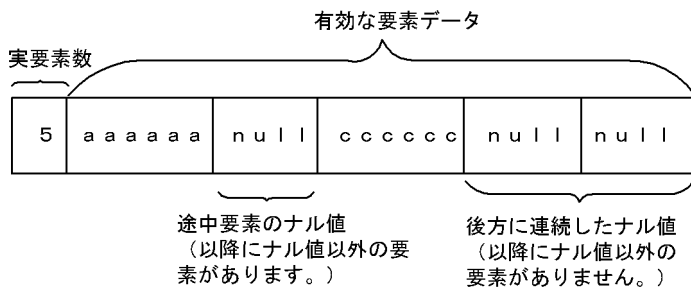 有効な要素データ
実要素数
5 aaaaaa null cccccc null null
途中要素のナル値
(以降にナル値以外の要
素があります。)
後方に連続したナル値
(以降にナル値以外の
要素がありません。)